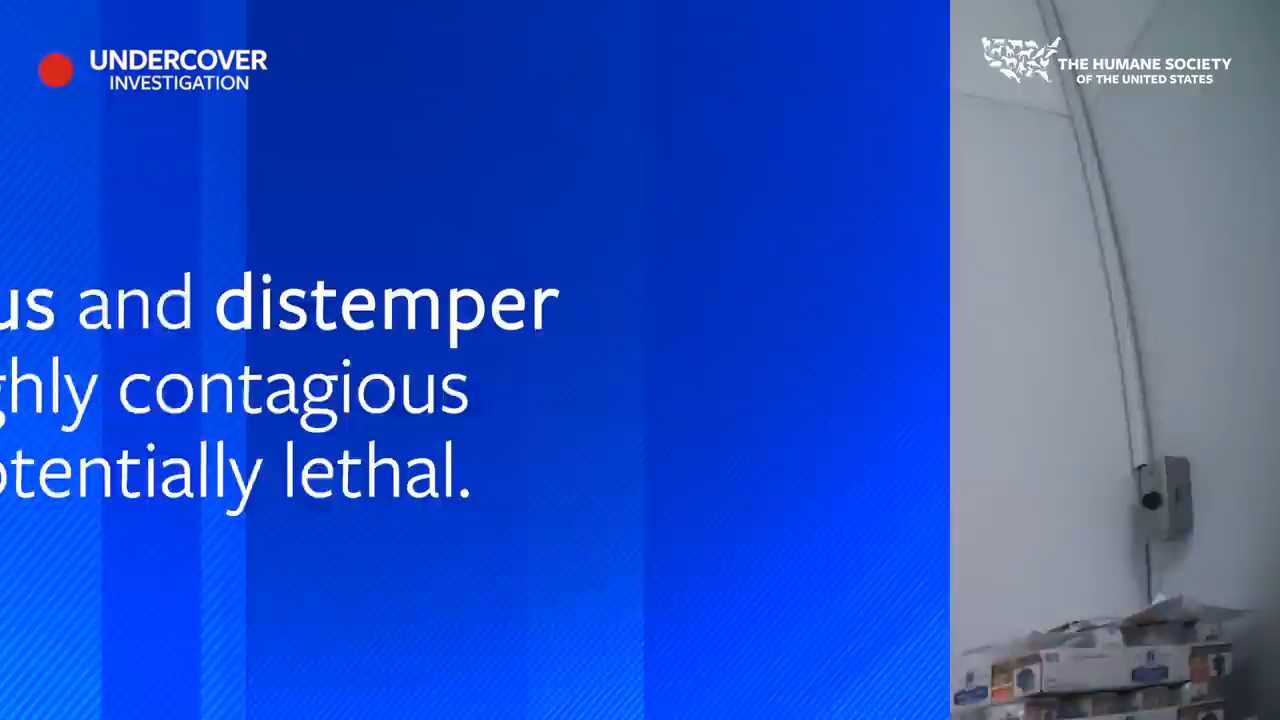 UNDERCOVER
INVESTIGATION
THE HUMANE SOCIETY
OF THE UNITED STATES
us and distemper
ghly contagious
otentially lethal.